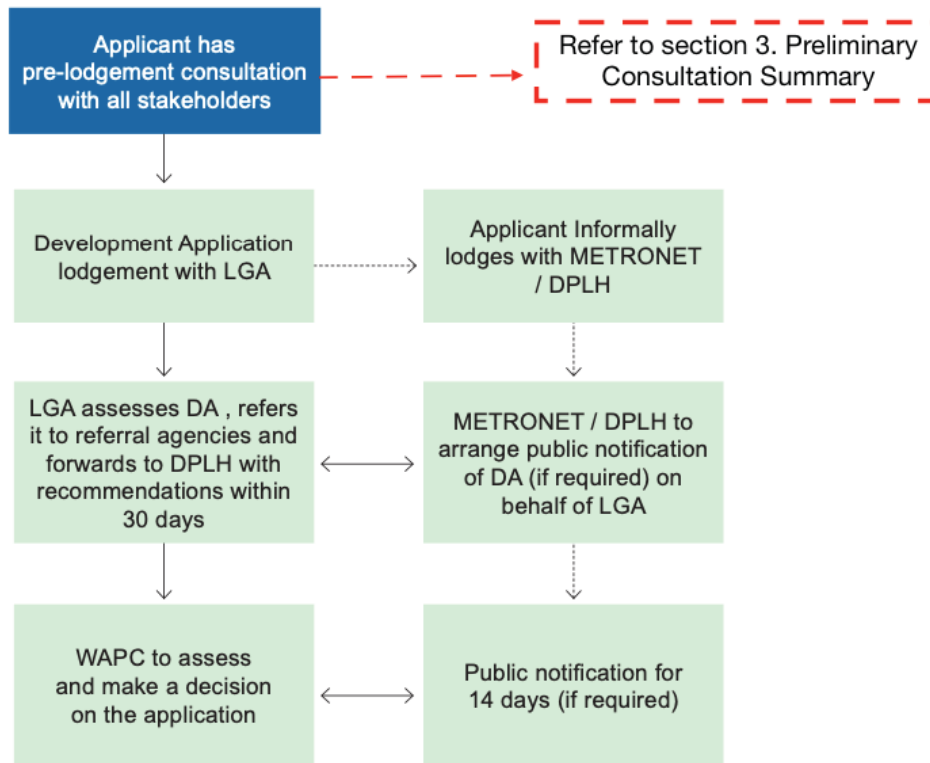 Applicant has
pre-lodgement consultation
with all stakeholders
Refer to section 3. Preliminary
Consultation Summary
Development Application
lodgement with LGA
Applicant Informally
lodges with METRONET
/ DPLH
LGA assesses DA , refers
it to referral agencies and
forwards to DPLH with
recommendations within
30 days
METRONET / DPLH to
arrange public notification
of DA (if required) on
behalf of LGA
WAPC to assess
and make a decision
on the application
Public notification for
14 days (if required)